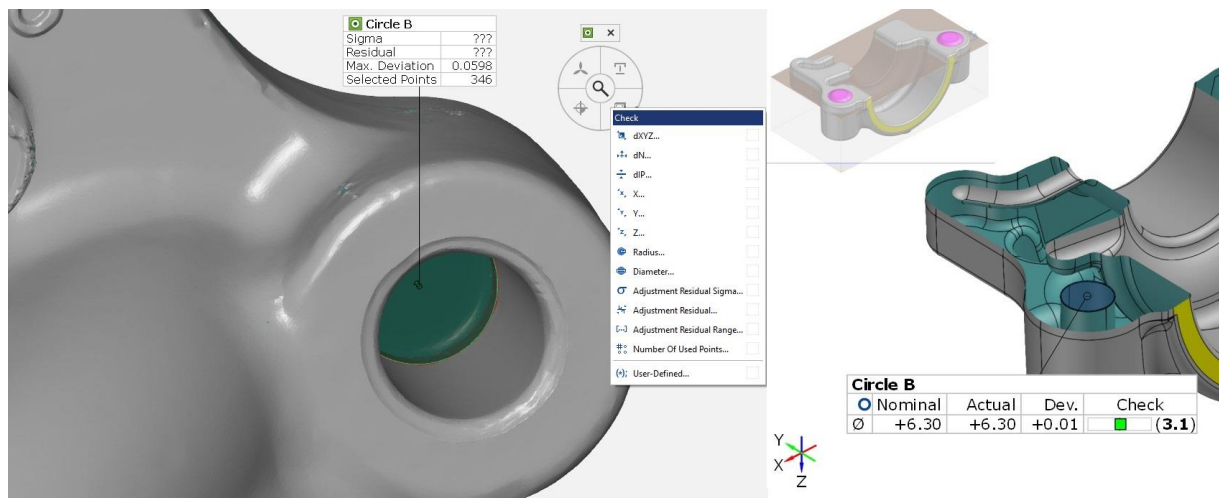 Circle B
Sigma ???
Residual ???
Max. Deviation 0.0598
Selected Points 346
Check
dXYZ...
dN...
dIP...
X...
Y...
Z...
Radius...
Diameter...
Adjustment Residual Sigma...
Adjustment Residual...
Adjustment Residual Range...
Number Of Used Points...
User-Defined...
Circle B
Nominal Actual Dev. Check
Ø +6.30 +6.30 +0.01 (3.1)
Y
X
Z